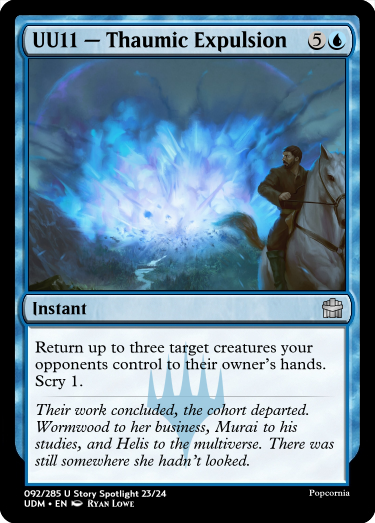 UU11 — Thaumic Expulsion 5
Instant
Return up to three target creatures your
opponents control to their owner's hands.
Scry 1.
Their work concluded, the cohort departed.
Wormwood to her business, Murai to his
studies, and Helis to the multiverse. There was
still somewhere she hadn't looked.
092/285 U Story Spotlight 23/24
Popcornia
UDM • EN Ryan Lowe